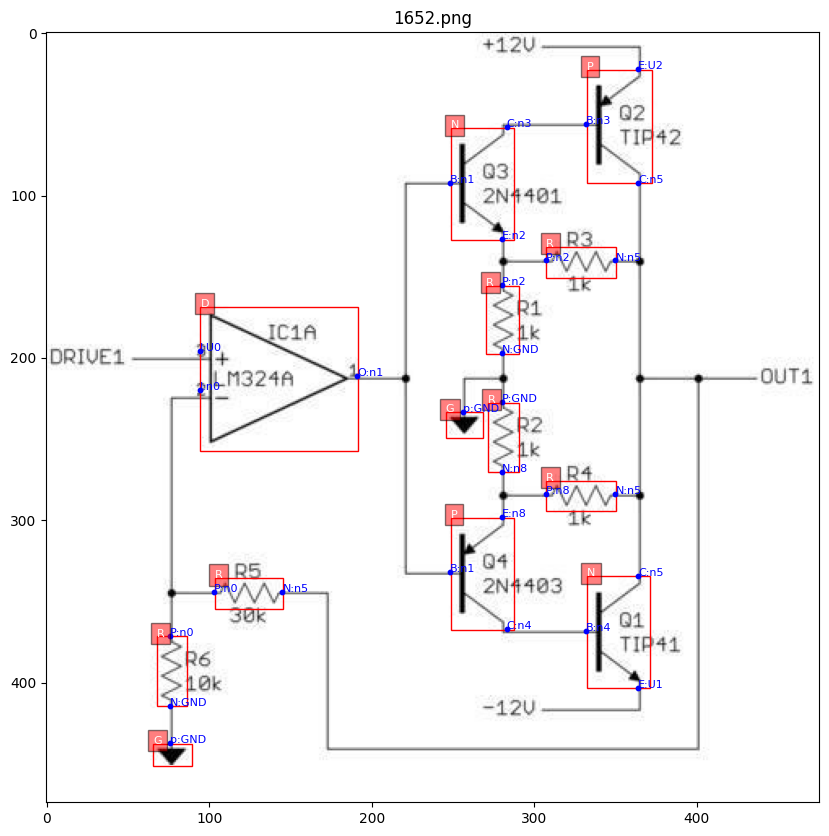 1652.png
+12V
P
E:U2
Q2
TIP42
B:n3
C:n5
N
C:n3
Q3
2N4401
B:n1
E:n2
R
R3
P:n2
N:n5
1k
R
P:n2
R1
1k
N:GND
D
IC1A
DRIVE1
U0
+
LM324A
1
O:n1
n0
−
OUT1
G
p:GND
R
P:GND
R2
1k
N:n8
R
R4
P:n8
N:n5
1k
P
E:n8
Q4
2N4403
B:n1
C:n4
N
C:n5
Q1
TIP41
B:n4
E:U1
-12V
R
R5
P:n0
N:n5
30k
R
P:n0
R6
10k
N:GND
G
p:GND
0
100
200
300
400
0
100
200
300
400